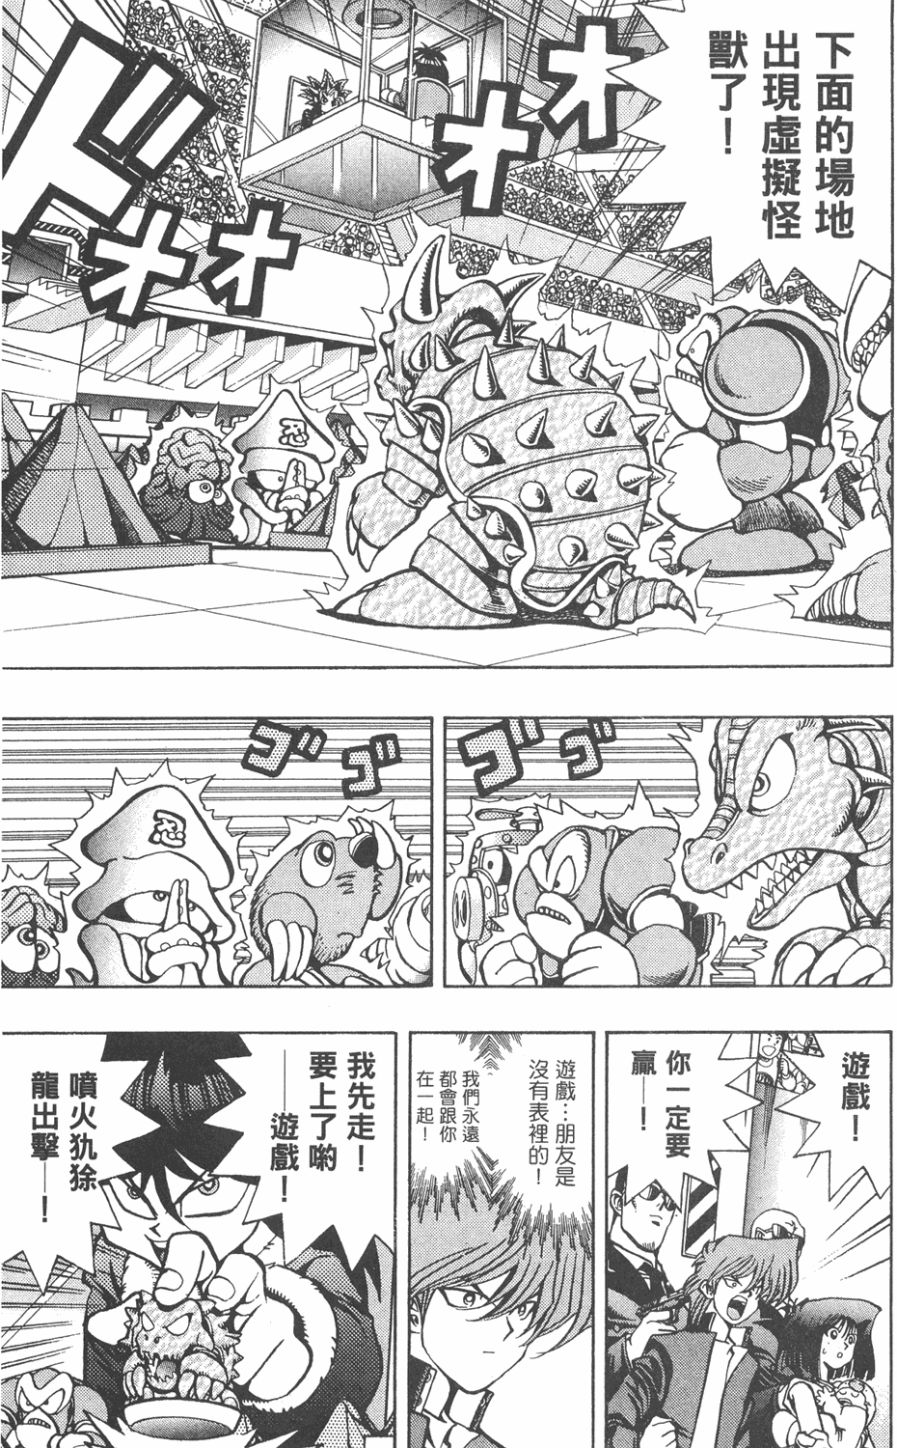 下面的場地
出現虛擬怪
獸了！
オオ
ドオオ
忍
ゴゴ
ゴゴ
忍
遊戲！
你一定要
贏—！
遊戲…朋友是
沒有表裡的！
我們永遠
都會跟你
在一起！
我先走！
要上了喲
——遊戲！
噴火犰狳
龍出擊—！